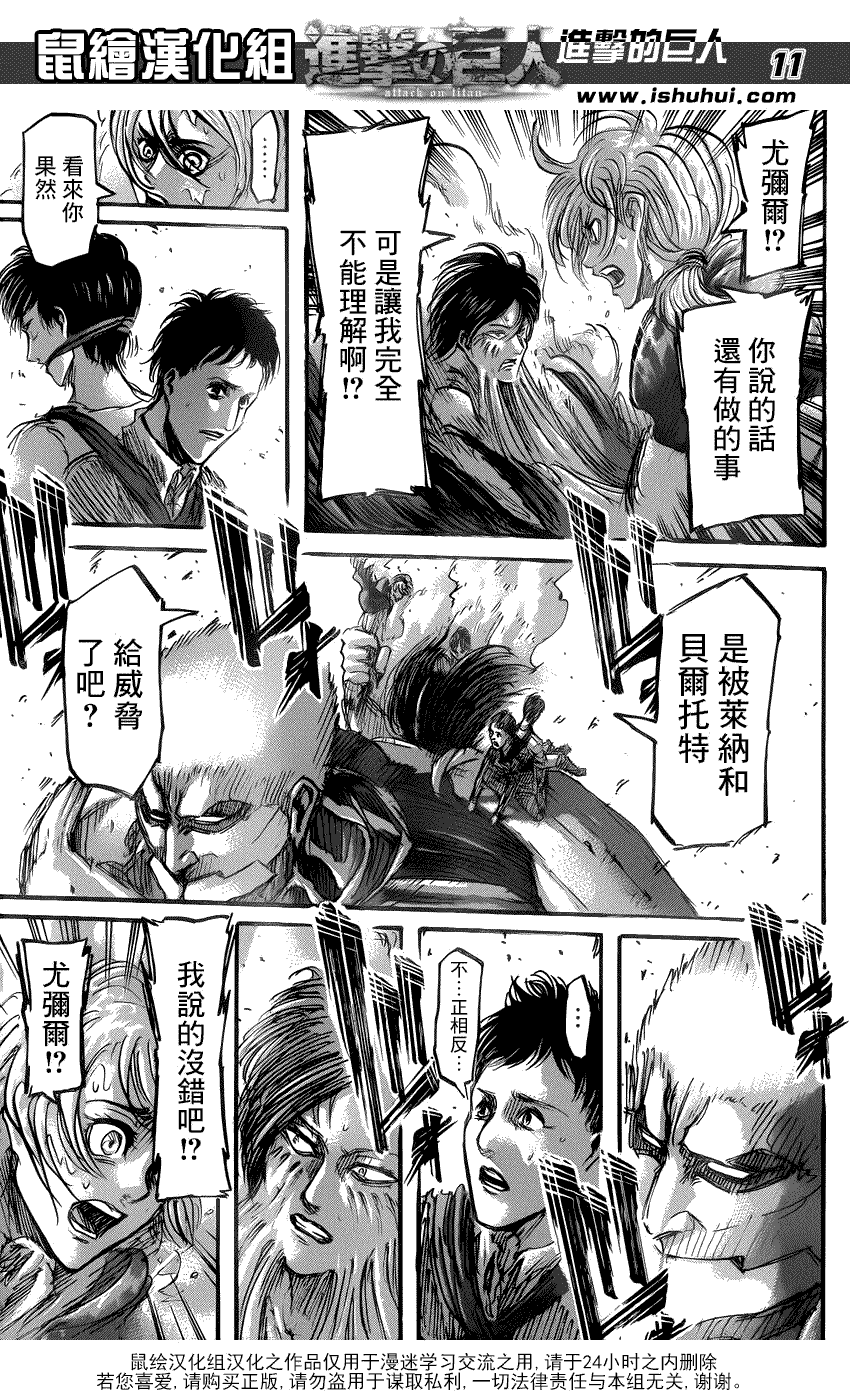 鼠繪漢化組
進撃の巨人
attack on titan
進擊的巨人
www.ishuhui.com
11
尤彌爾!?
你說的話
還有做的事
可是讓我完全
不能理解啊!?
……
看來你
果然
是被萊納和
貝爾托特
給威脅
了吧?
…
不…正相反…
我說的沒錯吧!?
尤彌爾!?
鼠绘汉化组汉化之作品仅用于漫迷学习交流之用,请于24小时之内删除
若您喜爱,请购买正版,请勿盗用于谋取私利,一切法律责任与本组无关,谢谢。